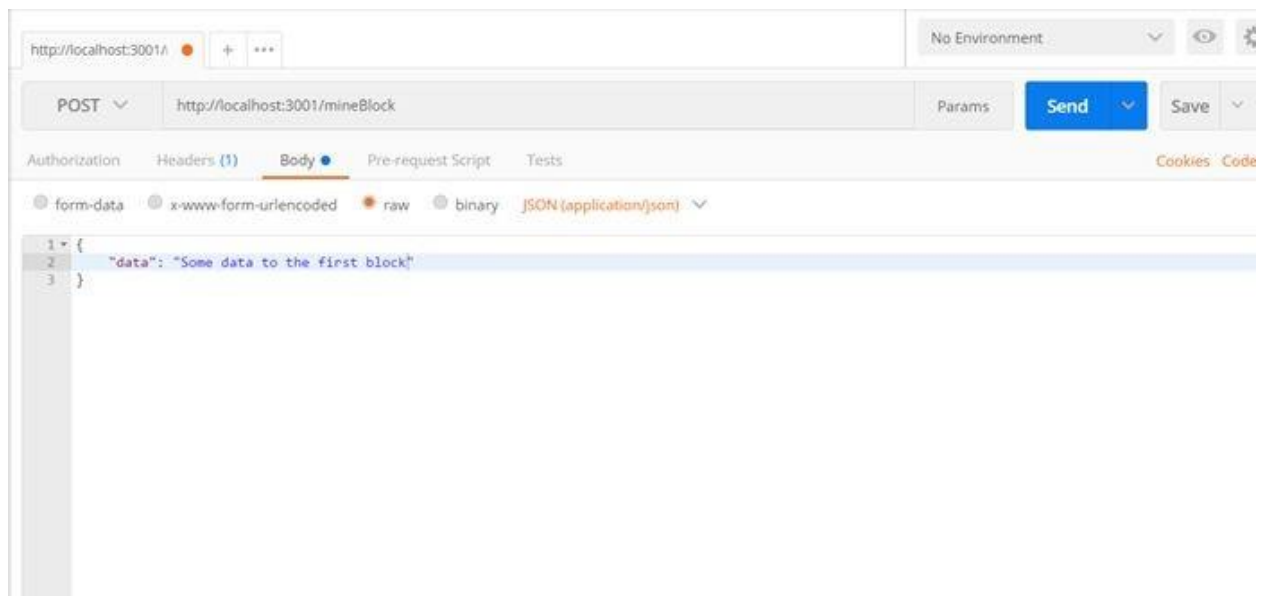 http://localhost:3001/ + ••• No Environment
POST http://localhost:3001/mineBlock Params Send Save
Authorization Headers (1) Body Pre-request Script Tests Cookies Code
form-data x-www-form-urlencoded raw binary JSON (application/json)
1 {
2 "data": "Some data to the first block"
3 }